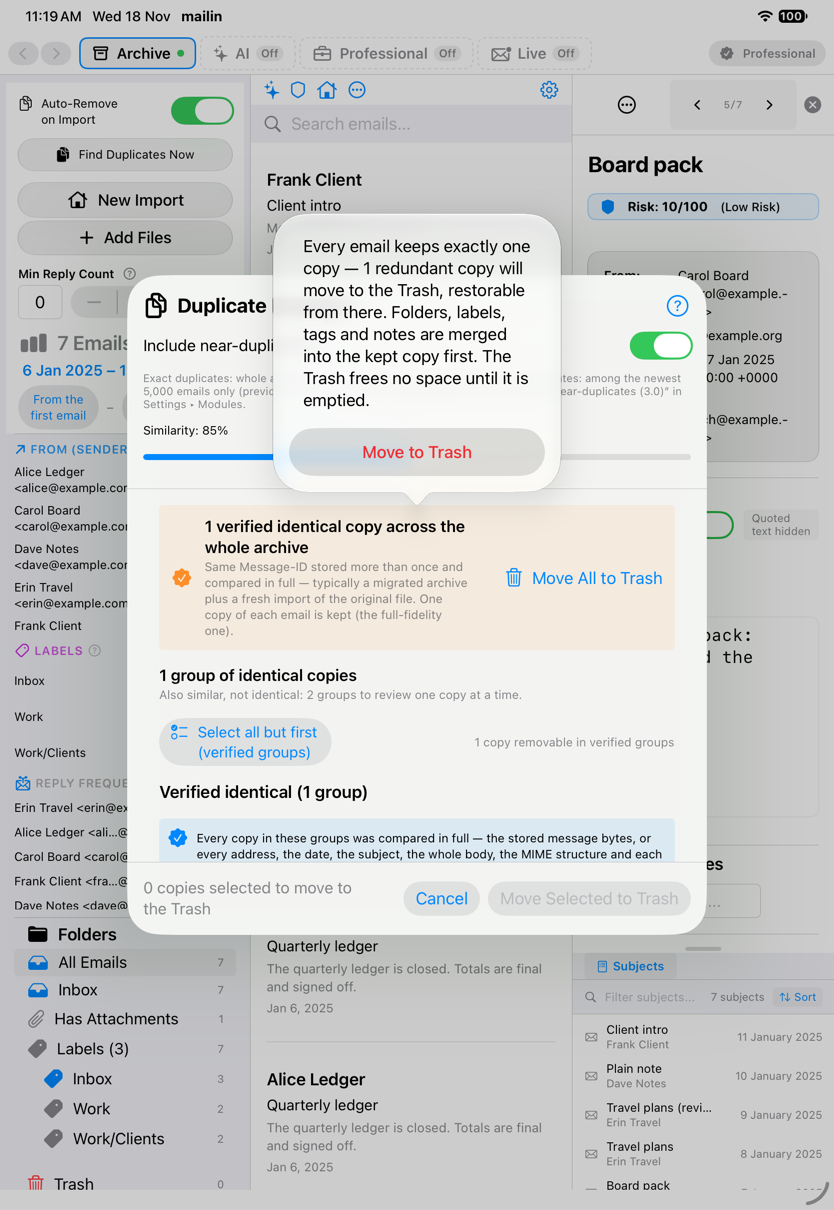 11:19 AM Wed 18 Nov mailin
100
Archive
AI Off
Professional Off
Live Off
Professional
Auto-Remove
on Import
Find Duplicates Now
New Import
Add Files
Min Reply Count
0
7 Emails
6 Jan 2025 – 1
From the
first email
–
FROM (SENDER
Alice Ledger
<alice@example.com
Carol Board
<carol@example.com
Dave Notes
<dave@example.com
Erin Travel
<erin@example.com
Frank Client
LABELS
Inbox
Work
Work/Clients
REPLY FREQUE
Erin Travel <erin@ex
Alice Ledger <ali...@
Carol Board <carol@
Frank Client <fra...@
Dave Notes <dave@
Folders
All Emails 7
Inbox 7
Has Attachments 1
Labels (3) 7
Inbox 3
Work 2
Work/Clients 2
Trash 0
Search emails...
Frank Client
Client intro
Every email keeps exactly one
copy — 1 redundant copy will
move to the Trash, restorable
from there. Folders, labels,
tags and notes are merged
into the kept copy first. The
Trash frees no space until it is
emptied.
Move to Trash
Duplicate
Include near-dupli
Exact duplicates: whole a
5,000 emails only (previo
Settings ▸ Modules.
ates: among the newest
ear-duplicates (3.0)" in
Similarity: 85%
1 verified identical copy across the
whole archive
Same Message-ID stored more than once and
compared in full — typically a migrated archive
plus a fresh import of the original file. One
copy of each email is kept (the full-fidelity
one).
Move All to Trash
1 group of identical copies
Also similar, not identical: 2 groups to review one copy at a time.
Select all but first
(verified groups)
1 copy removable in verified groups
Verified identical (1 group)
Every copy in these groups was compared in full — the stored message bytes, or
every address, the date, the subject, the whole body, the MIME structure and each
0 copies selected to move to
the Trash
Cancel
Move Selected to Trash
Quarterly ledger
The quarterly ledger is closed. Totals are final
and signed off.
Jan 6, 2025
Alice Ledger
Quarterly ledger
The quarterly ledger is closed. Totals are final
and signed off.
Jan 6, 2025
5/7
Board pack
Risk: 10/100 (Low Risk)
From: Carol Board
rol@example.-
>
example.org
7 Jan 2025
0:00 +0000
ch@example.-
>
Quoted
text hidden
pack:
d the
es
...
Subjects
Filter subjects... 7 subjects Sort
Client intro
Frank Client
11 January 2025
Plain note
Dave Notes
10 January 2025
Travel plans (revi...
Erin Travel
9 January 2025
Travel plans
Erin Travel
8 January 2025
Board pack